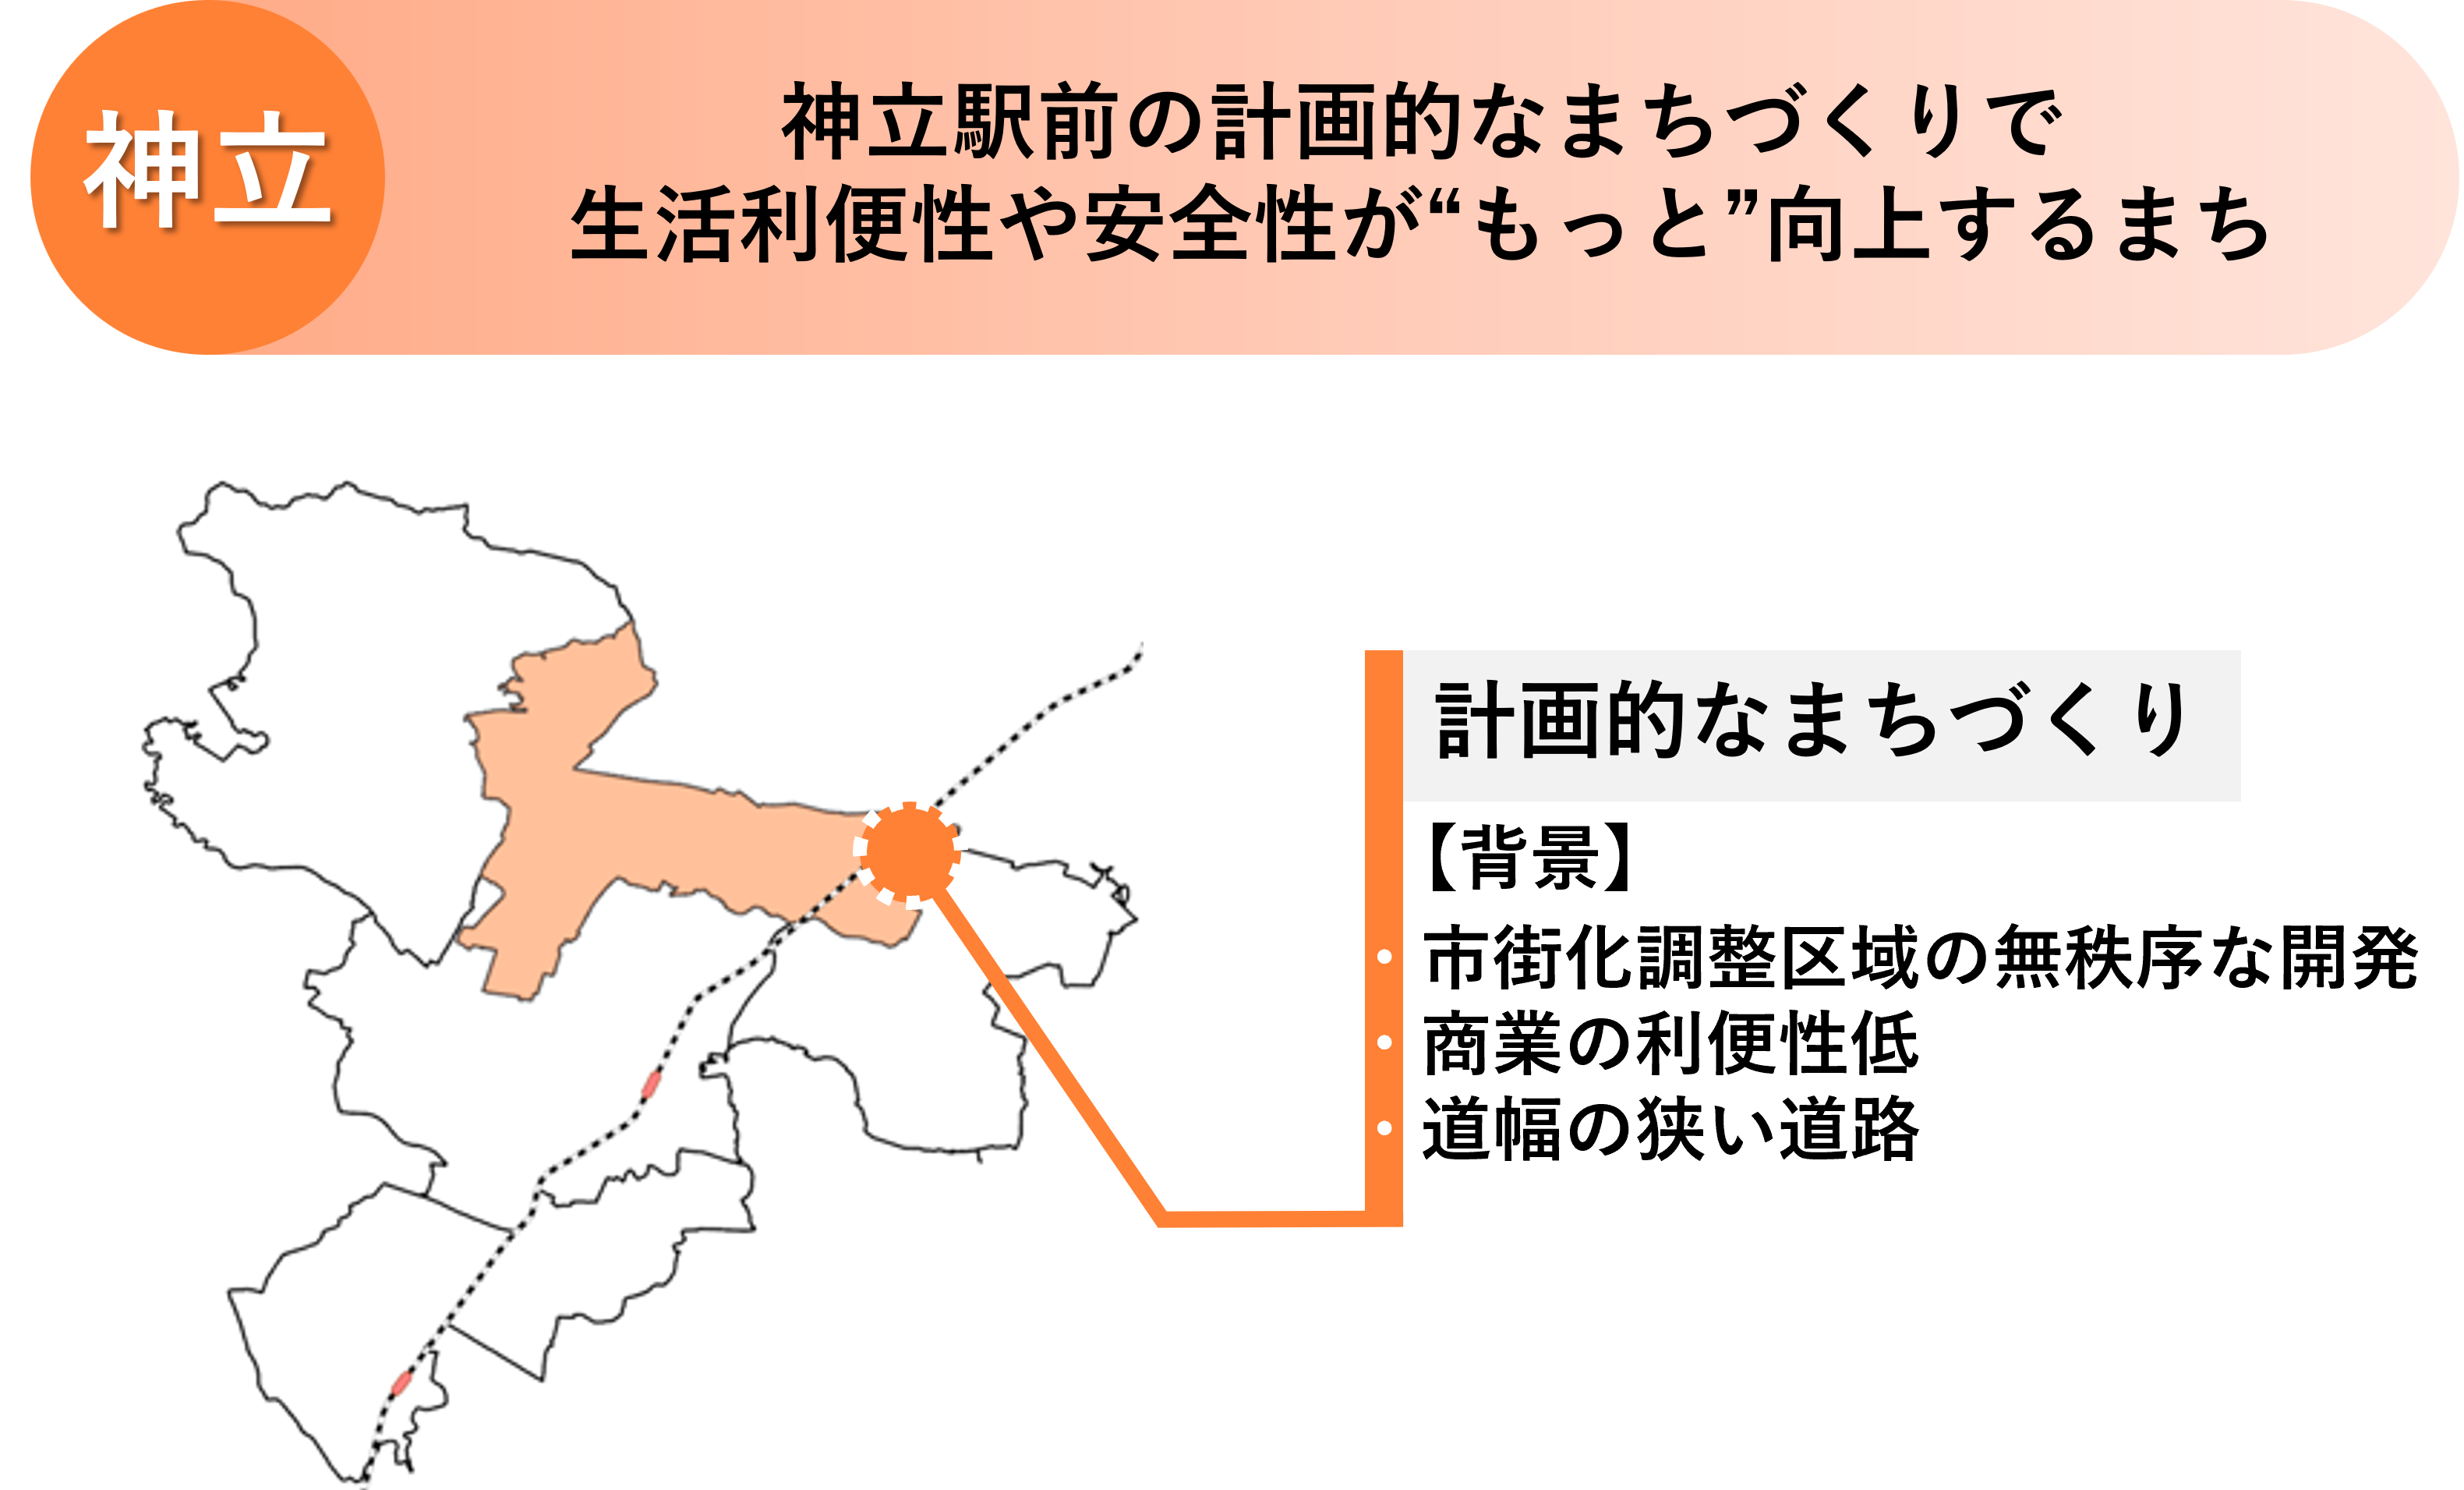 神立
神立駅前の計画的なまちづくりで
生活利便性や安全性が“もっと”向上するまち
計画的なまちづくり
【背景】
市街化調整区域の無秩序な開発
商業の利便性低
道幅の狭い道路